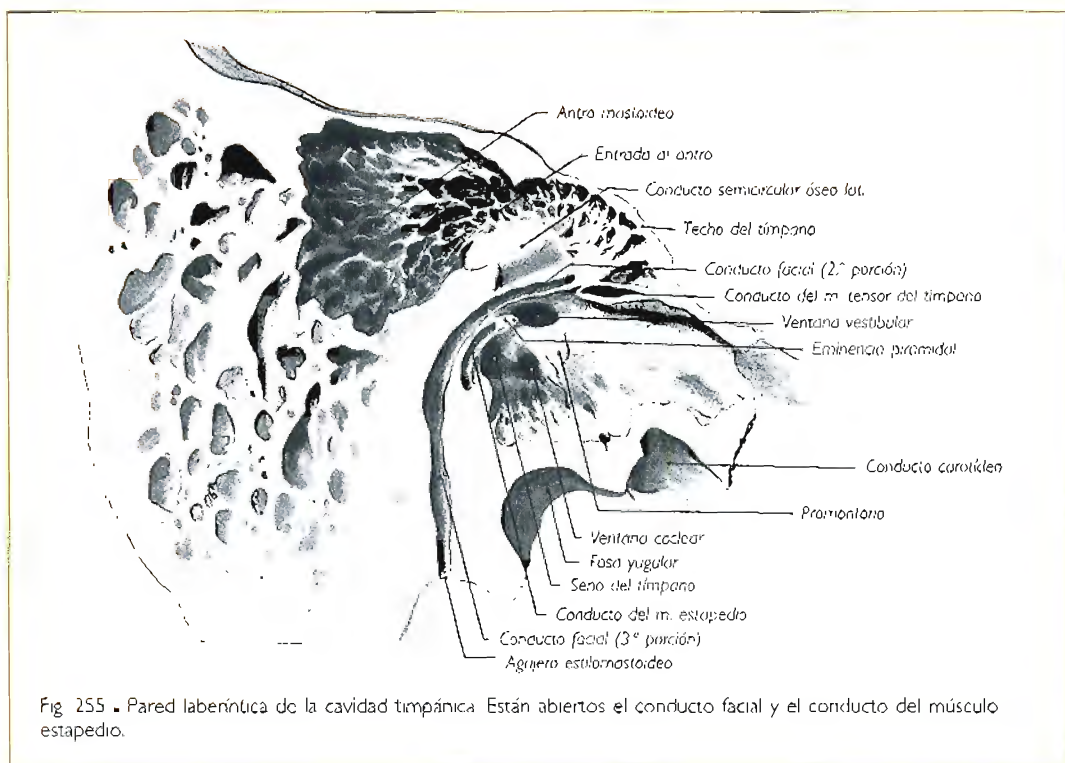 Antro mastoideo
Entrada al antro
Conducto semicircular óseo lat.
Techo del tímpano
Conducto facial (2.ª porción)
Conducto del m. tensor del tímpano
Ventana vestibular
Eminencia piramidal
Conducto carotídeo
Promontorio
Ventana coclear
Fosa yugular
Seno del tímpano
Conducto del m. estapedio
Conducto facial (3ª porción)
Agujero estilomastoideo
Fig 255 . Pared laberíntica de la cavidad timpánica Están abiertos el conducto facial y el conducto del músculo
estapedio.